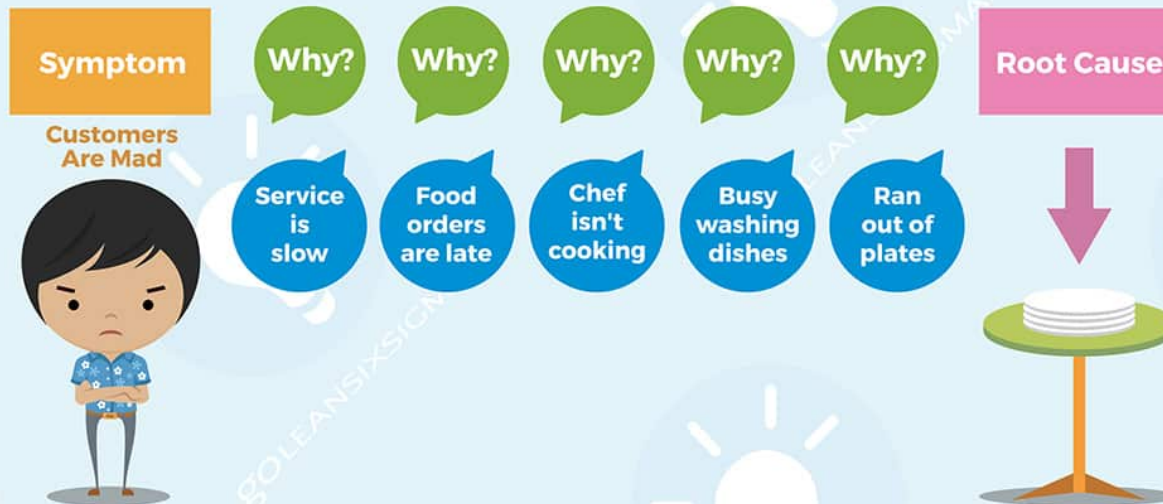 Symptom
Why?
Why?
Why?
Why?
Why?
Root Cause
Customers
Are Mad
Service
is
slow
Food
orders
are late
Chef
isn't
cooking
Busy
washing
dishes
Ran
out of
plates